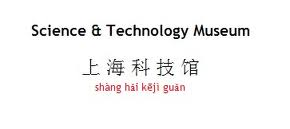 Science & Technology Museum
上海科技馆
shàng hǎi kējì guǎn